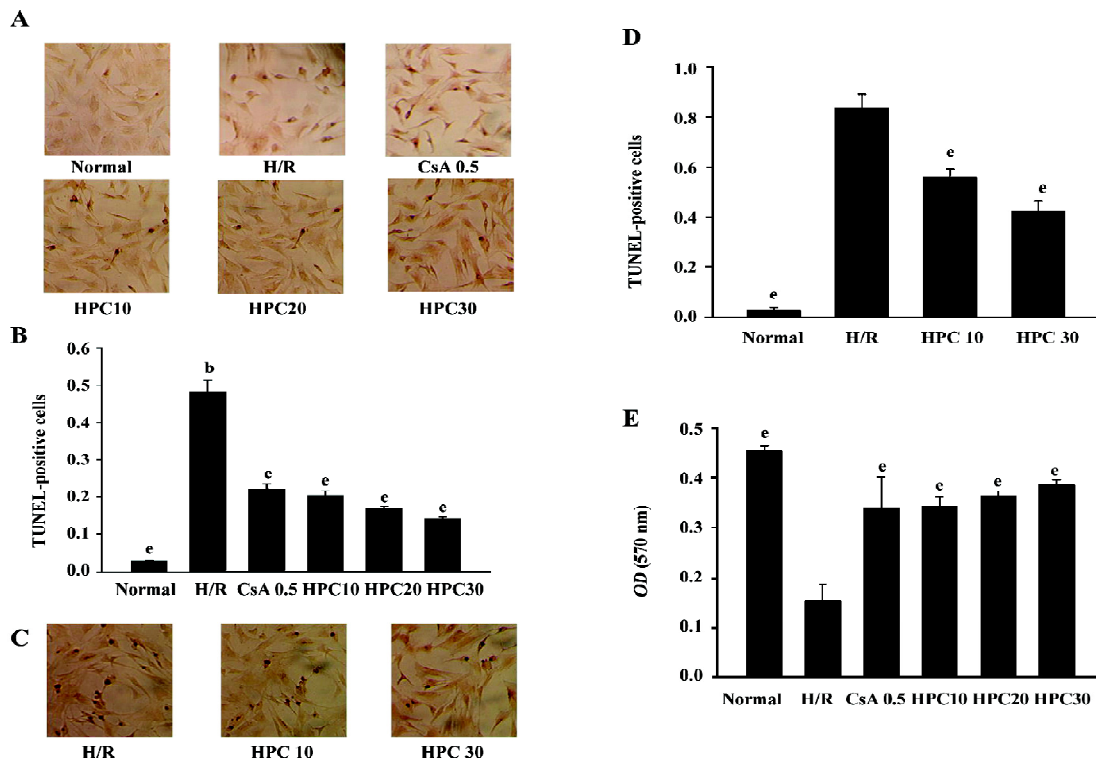 A
Normal
H/R
CsA 0.5
HPC10
HPC20
HPC30
B
TUNEL-positive cells
0.6
0.5
0.4
0.3
0.2
0.1
0.0
e
b
e
e
e
e
Normal
H/R
CsA 0.5
HPC10
HPC20
HPC30
C
H/R
HPC 10
HPC 30
D
TUNEL-positive cells
1.0
0.8
0.6
0.4
0.2
0.0
e
e
e
Normal
H/R
HPC 10
HPC 30
E
OD (570 nm)
0.5
0.4
0.3
0.2
0.1
0.0
e
e
e
e
e
Normal
H/R
CsA 0.5
HPC10
HPC20
HPC30